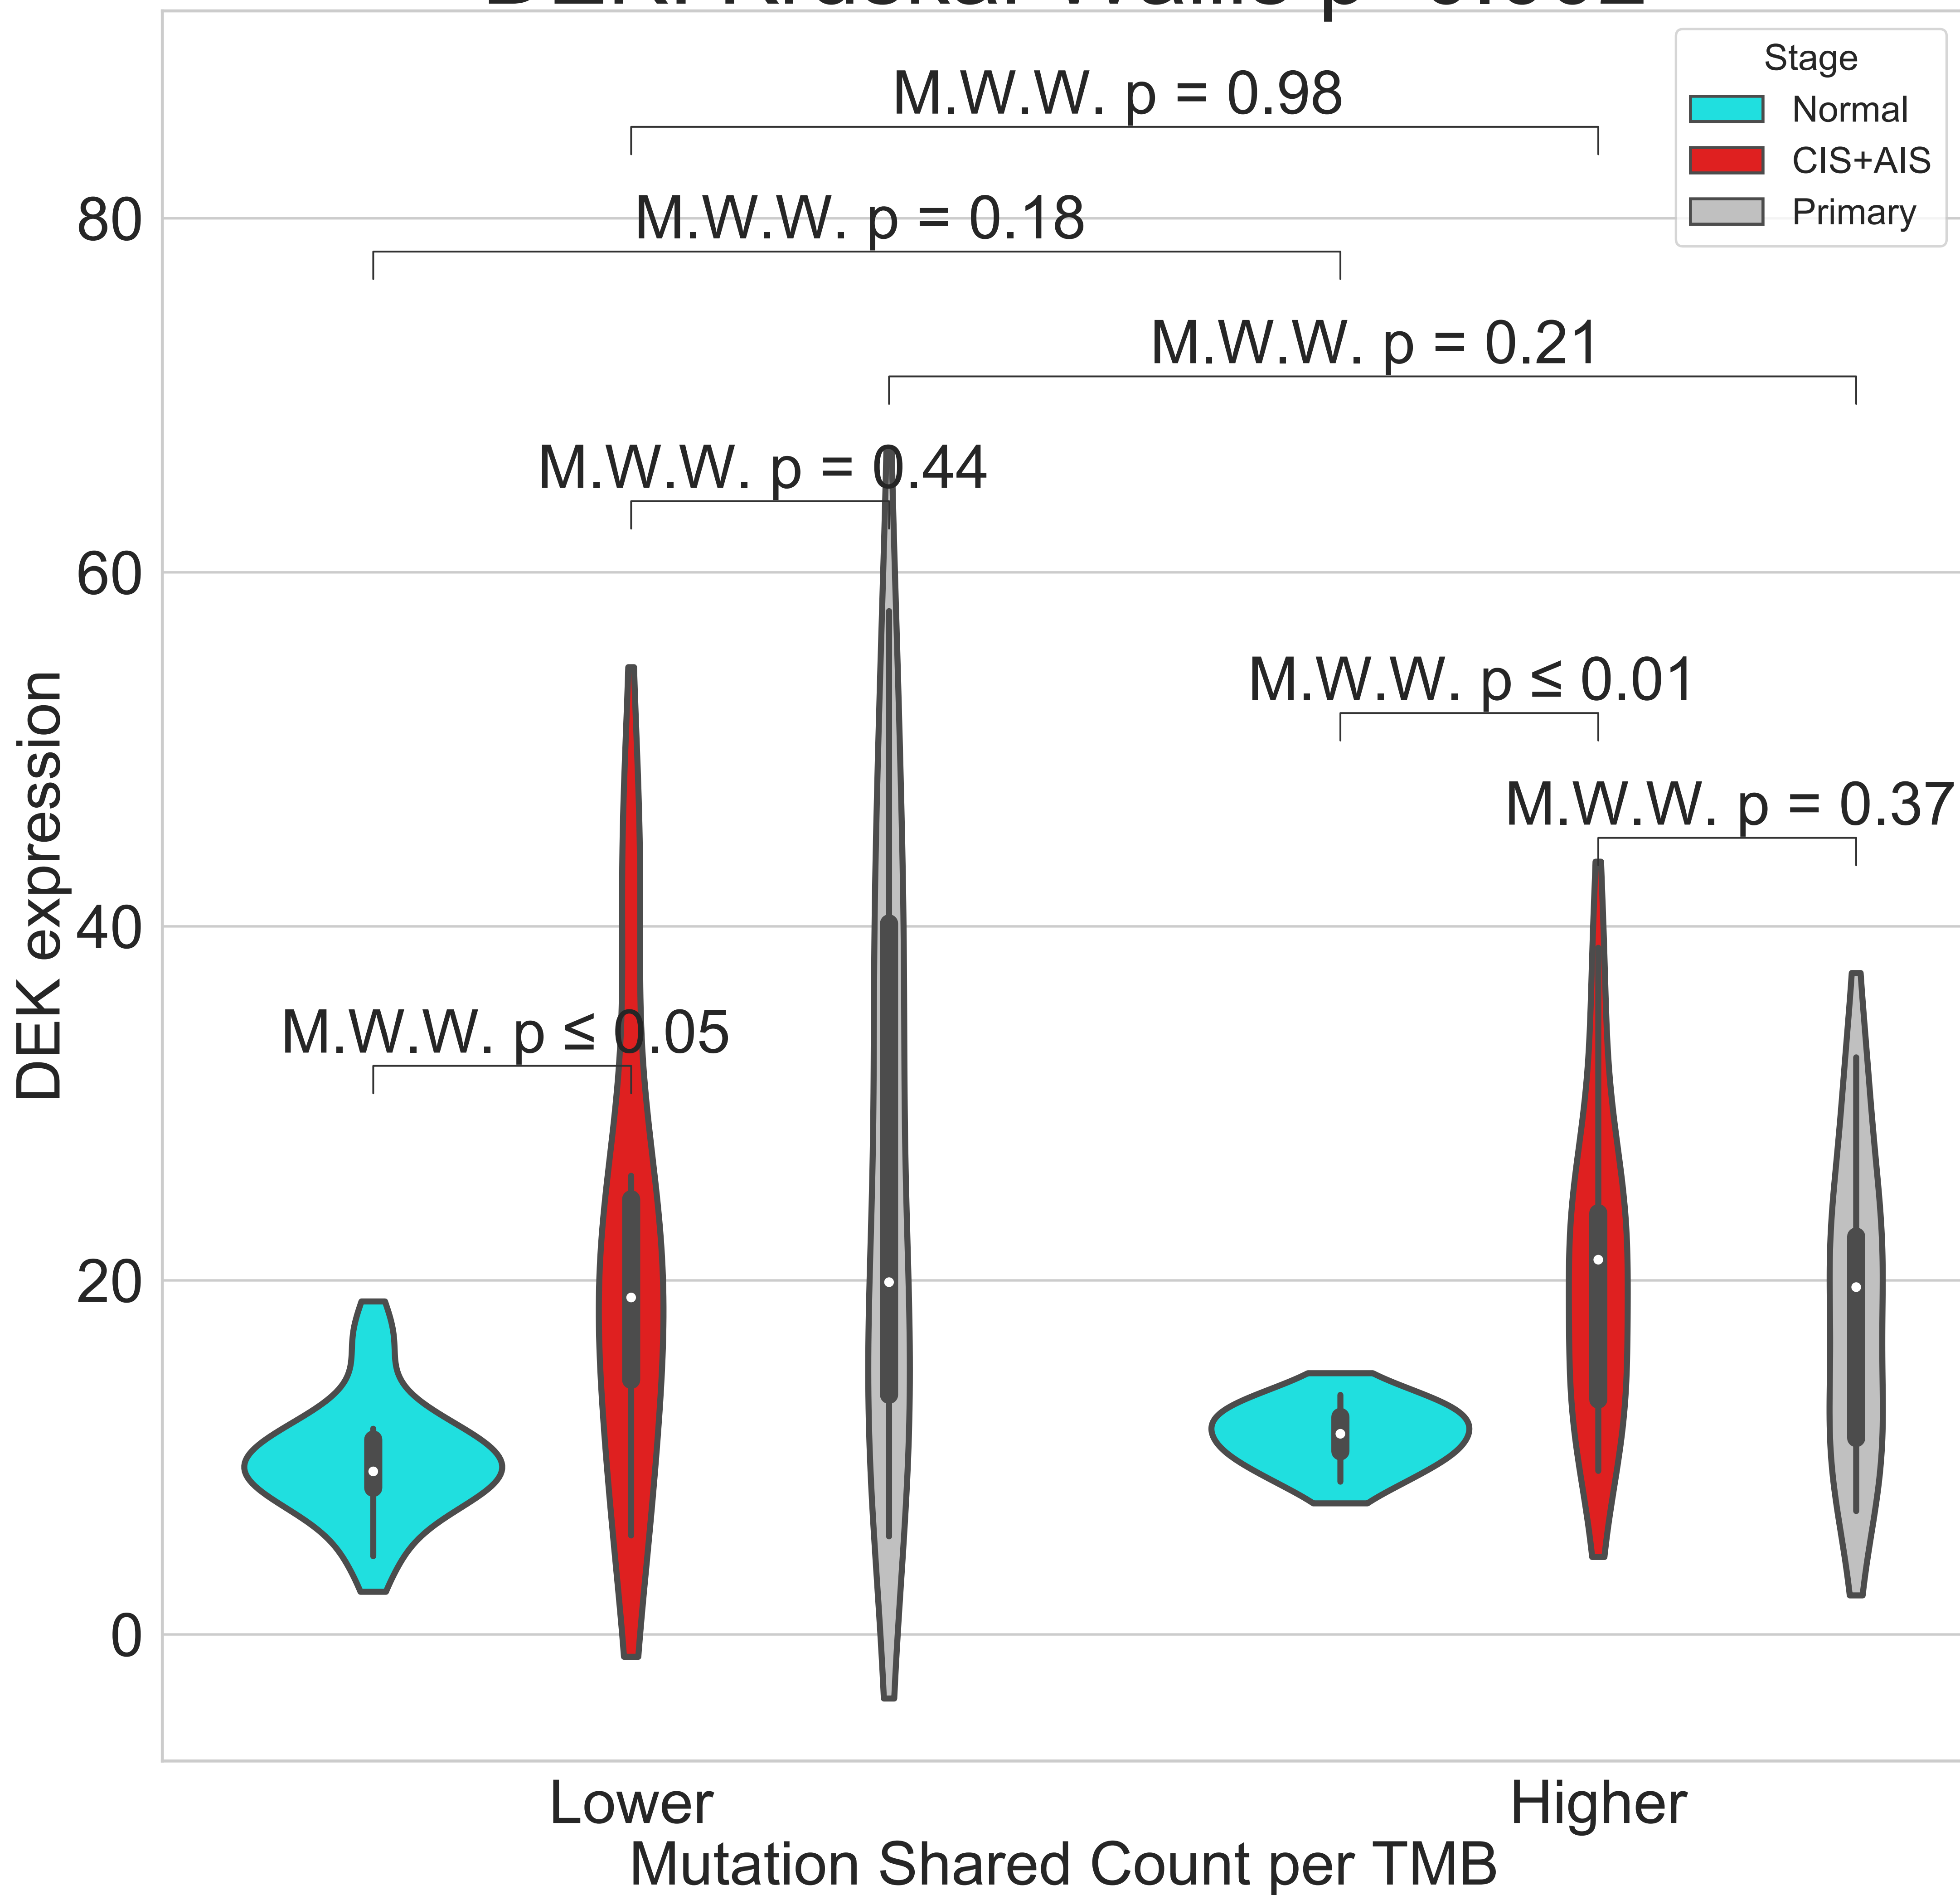 Stage
Normal
CIS+AIS
Primary
M.W.W. p = 0.98
M.W.W. p = 0.18
M.W.W. p = 0.21
M.W.W. p = 0.44
M.W.W. p ≤ 0.01
M.W.W. p = 0.37
M.W.W. p ≤ 0.05
80
60
40
20
0
DEK expression
Lower
Higher
Mutation Shared Count per TMB